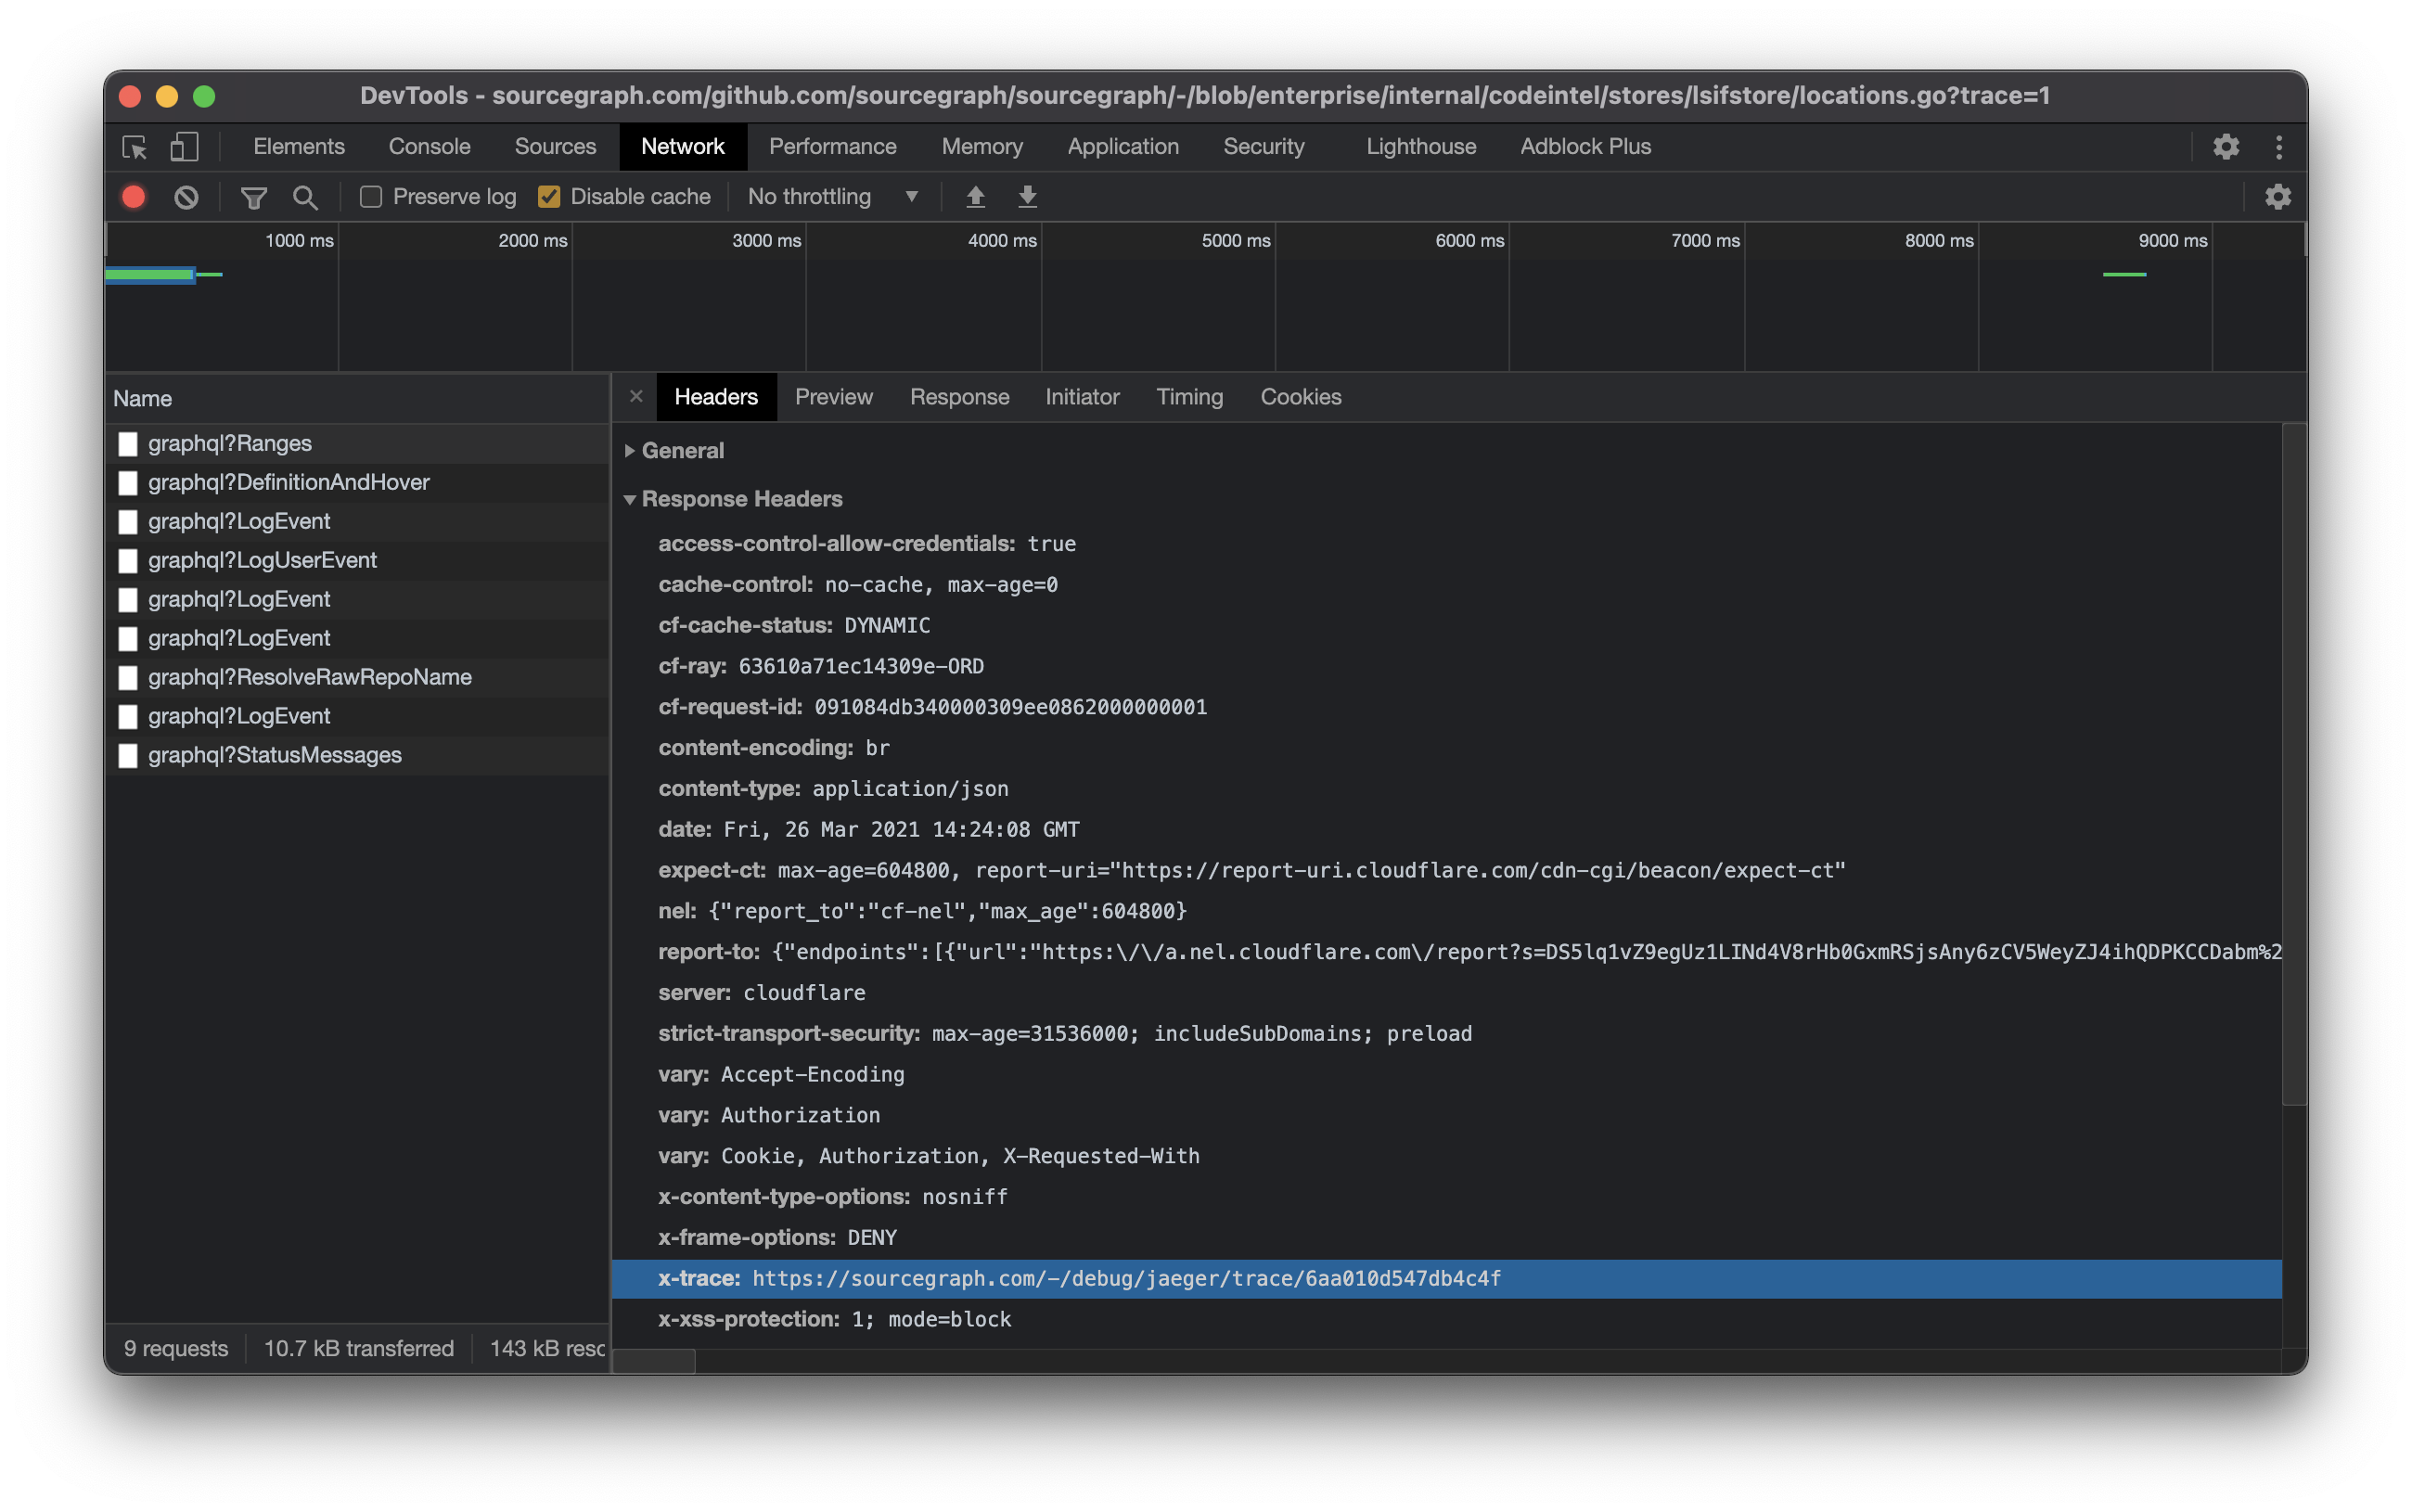 DevTools - sourcegraph.com/github.com/sourcegraph/sourcegraph/-/blob/enterprise/internal/codeintel/stores/lsifstore/locations.go?trace=1
Elements Console Sources Network Performance Memory Application Security Lighthouse Adblock Plus
Preserve log Disable cache No throttling
1000 ms 2000 ms 3000 ms 4000 ms 5000 ms 6000 ms 7000 ms 8000 ms 9000 ms
Name
graphql?Ranges
graphql?DefinitionAndHover
graphql?LogEvent
graphql?LogUserEvent
graphql?LogEvent
graphql?LogEvent
graphql?ResolveRawRepoName
graphql?LogEvent
graphql?StatusMessages
9 requests 10.7 kB transferred 143 kB resc
Headers Preview Response Initiator Timing Cookies
General
Response Headers
access-control-allow-credentials: true
cache-control: no-cache, max-age=0
cf-cache-status: DYNAMIC
cf-ray: 63610a71ec14309e-ORD
cf-request-id: 091084db340000309ee0862000000001
content-encoding: br
content-type: application/json
date: Fri, 26 Mar 2021 14:24:08 GMT
expect-ct: max-age=604800, report-uri="https://report-uri.cloudflare.com/cdn-cgi/beacon/expect-ct"
nel: {"report_to":"cf-nel","max_age":604800}
report-to: {"endpoints":[{"url":"https:\/\/a.nel.cloudflare.com\/report?s=DS5lq1vZ9egUz1LINd4V8rHb0GxmRSjsAny6zCV5WeyZJ4ihQDPKCCDabm%2
server: cloudflare
strict-transport-security: max-age=31536000; includeSubDomains; preload
vary: Accept-Encoding
vary: Authorization
vary: Cookie, Authorization, X-Requested-With
x-content-type-options: nosniff
x-frame-options: DENY
x-trace: https://sourcegraph.com/-/debug/jaeger/trace/6aa010d547db4c4f
x-xss-protection: 1; mode=block